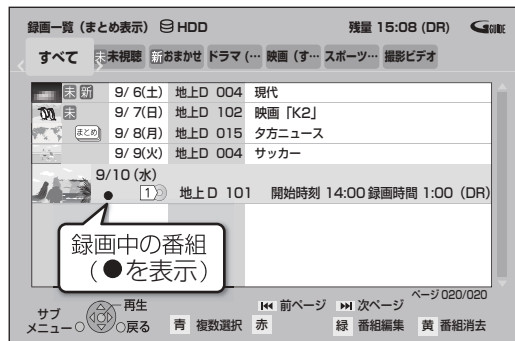 録画一覧（まとめ表示） HDD 残量 15:08 (DR) GGUIDE
すべて 未 未視聴 新 おまかせ ドラマ（… 映画（す… スポーツ… 撮影ビデオ
未 新 9/ 6(土) 地上D 004 現代
未 9/ 7(日) 地上D 102 映画「K2」
まとめ 9/ 8(月) 地上D 015 夕方ニュース
9/ 9(火) 地上D 004 サッカー
9/10 (水)
● 1 地上D 101 開始時刻 14:00 録画時間 1:00 (DR)
録画中の番組
（●を表示）
ページ 020/020
サブメニュー 再生 戻る 前ページ 次ページ
青 複数選択 赤 緑 番組編集 黄 番組消去